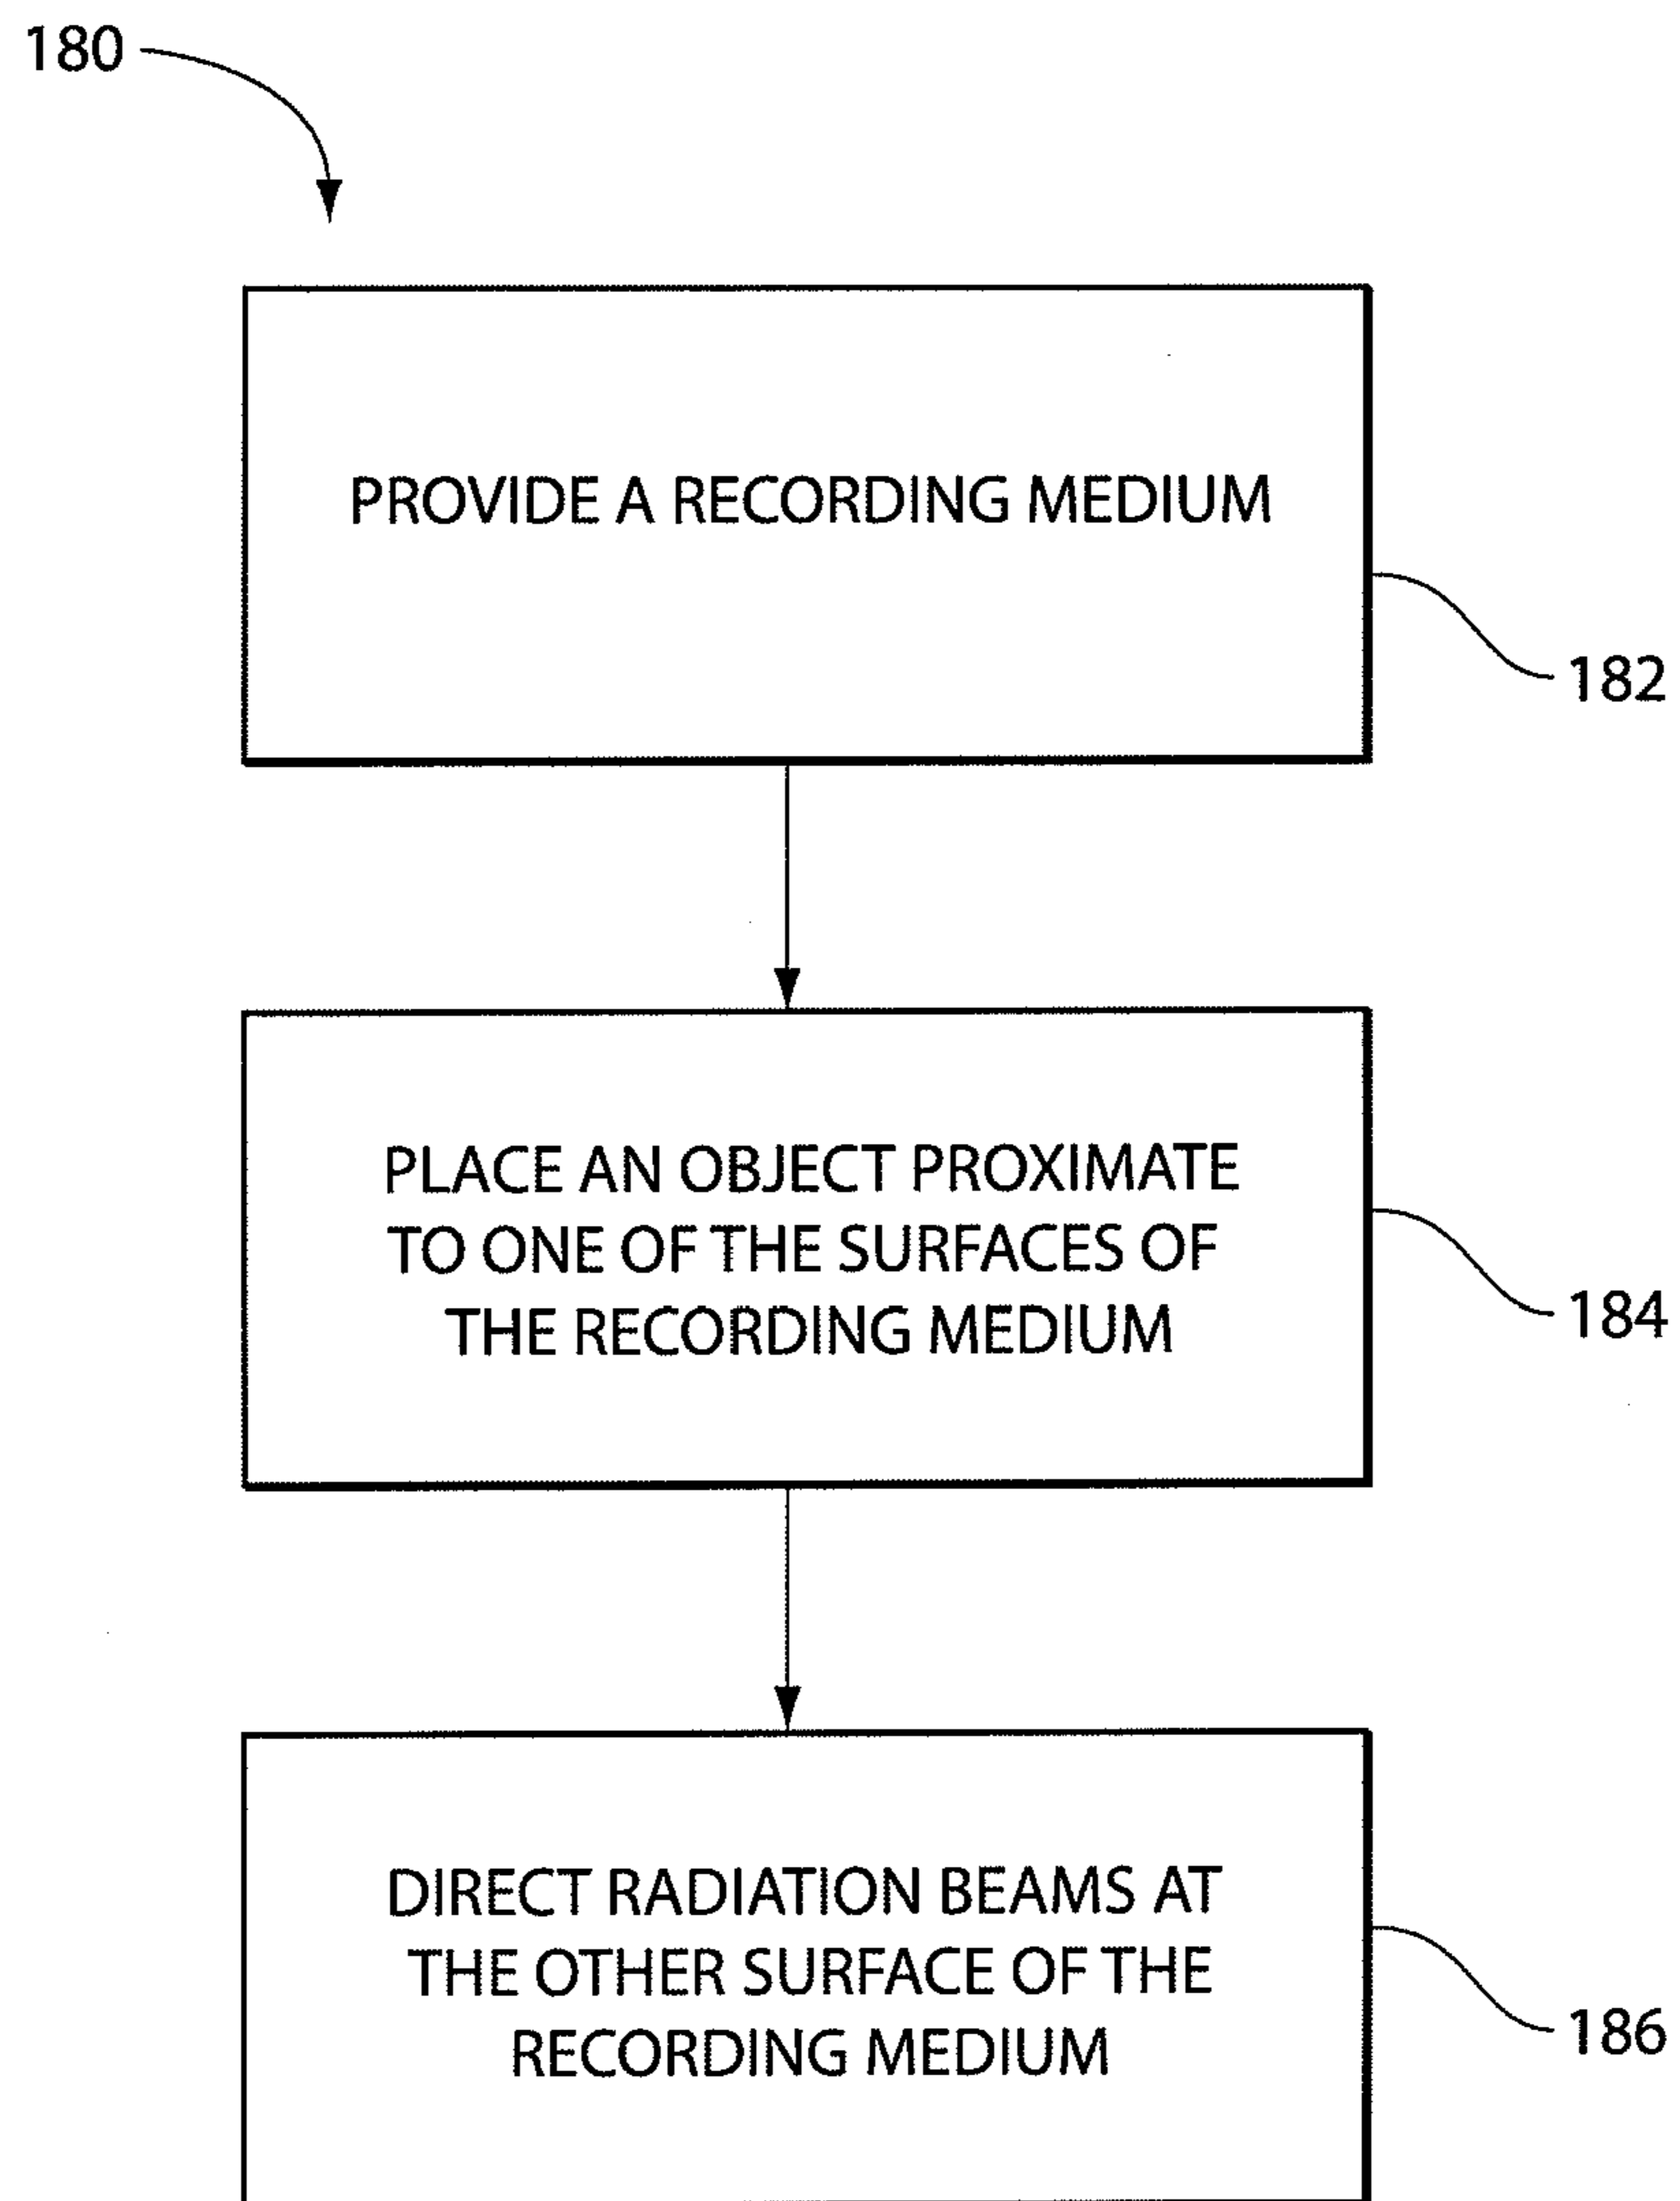 180
PROVIDE A RECORDING MEDIUM
182
PLACE AN OBJECT PROXIMATE
TO ONE OF THE SURFACES OF
THE RECORDING MEDIUM
184
DIRECT RADIATION BEAMS AT
THE OTHER SURFACE OF THE
RECORDING MEDIUM
186